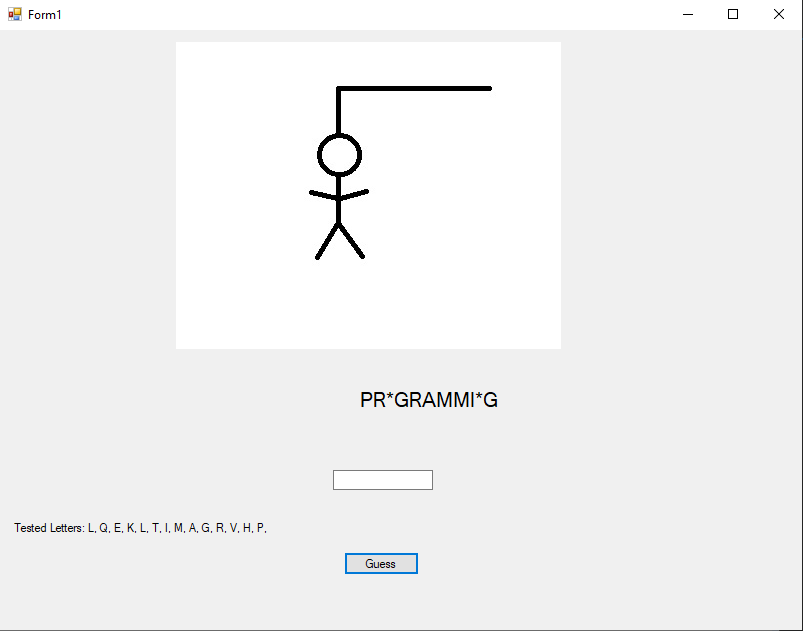 Form1
PR*GRAMMI*G
Tested Letters: L, Q, E, K, L, T, I, M, A, G, R, V, H, P,
Guess